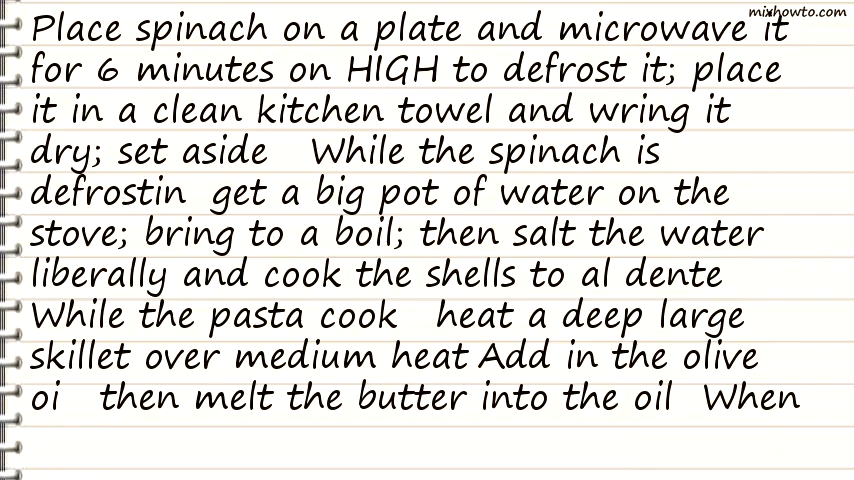 mixhowto.com
Place spinach on a plate and microwave it
for 6 minutes on HIGH to defrost it; place
it in a clean kitchen towel and wring it
dry; set aside   While the spinach is
defrostin  get a big pot of water on the
stove; bring to a boil; then salt the water
liberally and cook the shells to al dente
While the pasta cook   heat a deep large
skillet over medium heat Add in the olive
oi   then melt the butter into the oil   When